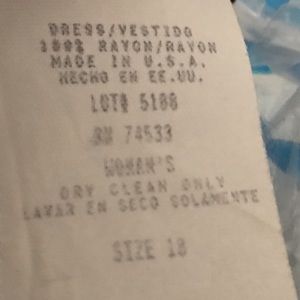 DRESS/VESTIDO
100% RAYON/RAYON
MADE IN U.S.A.
HECHO EN EE.UU.
LOT# 5188
RN 74533
WOMAN'S
DRY CLEAN ONLY
LAVAR EN SECO SOLAMENTE
SIZE 18